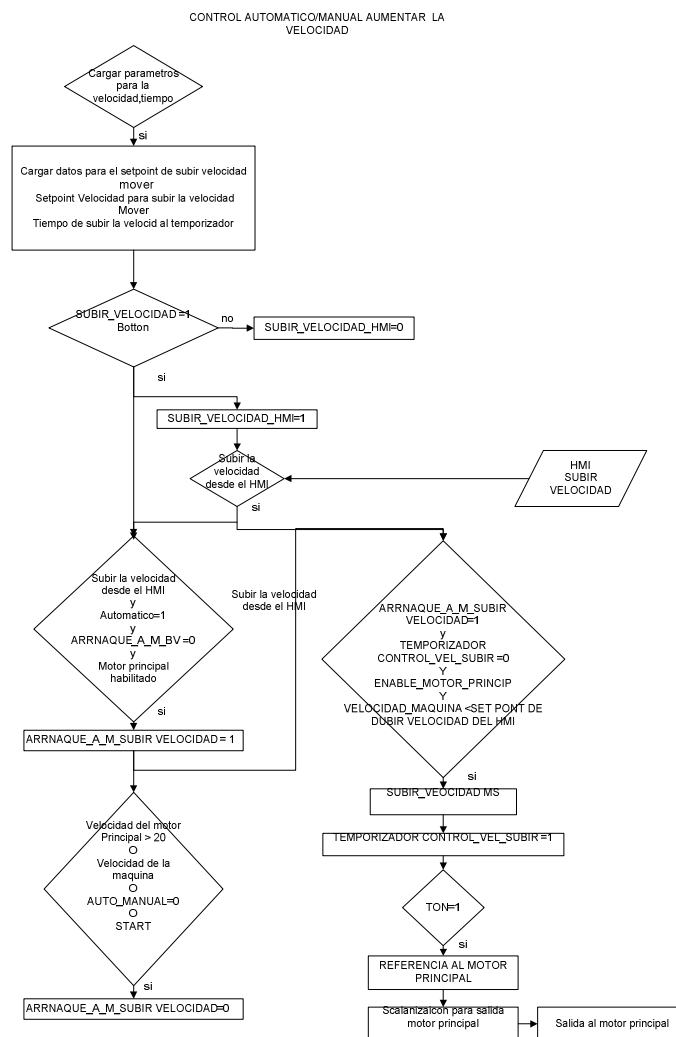 CONTROL AUTOMATICO/MANUAL AUMENTAR LA
VELOCIDAD
Cargar parametros
para la
velocidad,tiempo
si
Cargar datos para el setpoint de subir velocidad
mover
Setpoint Velocidad para subir la velocidad
Mover
Tiempo de subir la velocid al temporizador
SUBIR_VELOCIDAD =1
Botton
no
SUBIR_VELOCIDAD_HMI=0
si
SUBIR_VELOCIDAD_HMI=1
Subir la
velocidad
desde el HMI
HMI
SUBIR
VELOCIDAD
si
Subir la velocidad
desde el HMI
y
Automatico=1
y
ARRNAQUE_A_M_BV =0
y
Motor principal
habilitado
Subir la velocidad
desde el HMI
ARRNAQUE_A_M_SUBIR
VELOCIDAD=1
y
TEMPORIZADOR
CONTROL_VEL_SUBIR =0
Y
ENABLE_MOTOR_PRINCIP
Y
VELOCIDAD_MAQUINA <SET PONT DE
DUBIR VELOCIDAD DEL HMI
si
ARRNAQUE_A_M_SUBIR VELOCIDAD = 1
si
SUBIR_VEOCIDAD MS
Velocidad del motor
Principal > 20
O
Velocidad de la
maquina
O
AUTO_MANUAL=0
O
START
TEMPORIZADOR CONTROL_VEL_SUBIR =1
TON=1
si
REFERENCIA AL MOTOR
PRINCIPAL
si
ARRNAQUE_A_M_SUBIR VELOCIDAD=0
Scalanizaicon para salida
motor principal
Salida al motor principal